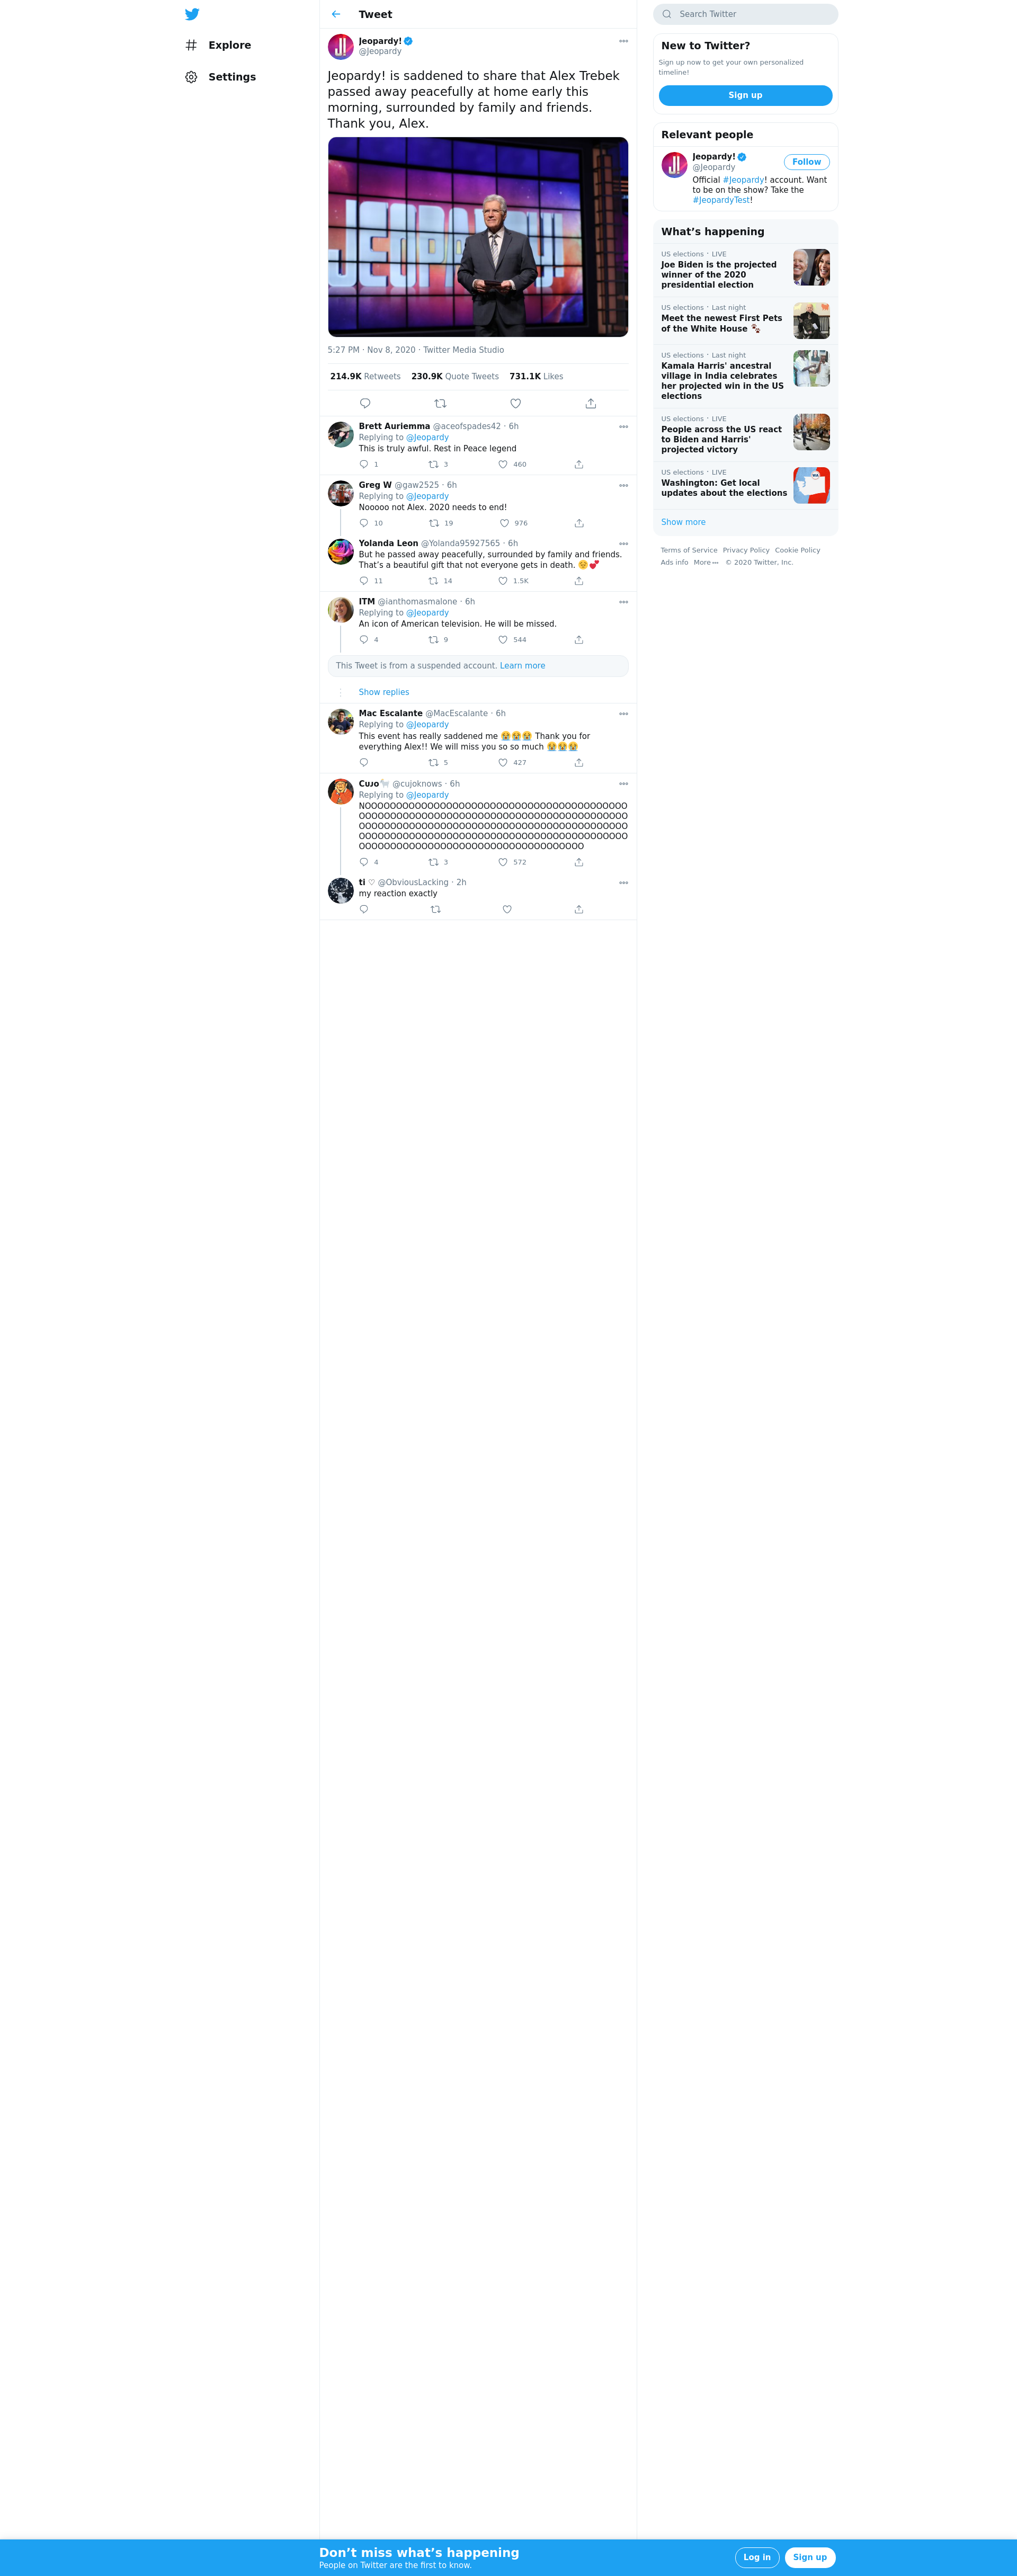 Explore
Settings
Tweet
Jeopardy!
@Jeopardy
Jeopardy! is saddened to share that Alex Trebek
passed away peacefully at home early this
morning, surrounded by family and friends.
Thank you, Alex.
JEOPARDY!
5:27 PM · Nov 8, 2020 · Twitter Media Studio
214.9K Retweets 230.9K Quote Tweets 731.1K Likes
Brett Auriemma @aceofspades42 · 6h
Replying to @Jeopardy
This is truly awful. Rest in Peace legend
1 3 460
Greg W @gaw2525 · 6h
Replying to @Jeopardy
Nooooo not Alex. 2020 needs to end!
10 19 976
Yolanda Leon @Yolanda95927565 · 6h
But he passed away peacefully, surrounded by family and friends.
That's a beautiful gift that not everyone gets in death. 😢💕
11 14 1.5K
ITM @ianthomasmalone · 6h
Replying to @Jeopardy
An icon of American television. He will be missed.
4 9 544
This Tweet is from a suspended account. Learn more
Show replies
Mac Escalante @MacEscalante · 6h
Replying to @Jeopardy
This event has really saddened me 😭😭😭 Thank you for
everything Alex!! We will miss you so so much 😭😭😭
5 427
Cuᴊo🐩 @cujoknows · 6h
Replying to @Jeopardy
NOOOOOOOOOOOOOOOOOOOOOOOOOOOOOOOOOOOOOOOOOO
OOOOOOOOOOOOOOOOOOOOOOOOOOOOOOOOOOOOOOOOOOO
OOOOOOOOOOOOOOOOOOOOOOOOOOOOOOOOOOOOOOOOOOO
OOOOOOOOOOOOOOOOOOOOOOOOOOOOOOOOOOOOOOOOOOO
OOOOOOOOOOOOOOOOOOOOOOOOOOOOOOOOOOOO
4 3 572
ti ♡ @ObviousLacking · 2h
my reaction exactly
Search Twitter
New to Twitter?
Sign up now to get your own personalized
timeline!
Sign up
Relevant people
Jeopardy!
@Jeopardy
Follow
Official #Jeopardy! account. Want
to be on the show? Take the
#JeopardyTest!
What's happening
US elections · LIVE
Joe Biden is the projected
winner of the 2020
presidential election
US elections · Last night
Meet the newest First Pets
of the White House 🐾
US elections · Last night
Kamala Harris' ancestral
village in India celebrates
her projected win in the US
elections
US elections · LIVE
People across the US react
to Biden and Harris'
projected victory
US elections · LIVE
Washington: Get local
updates about the elections
Show more
Terms of Service Privacy Policy Cookie Policy
Ads info More ••• © 2020 Twitter, Inc.
Don't miss what's happening
People on Twitter are the first to know.
Log in
Sign up